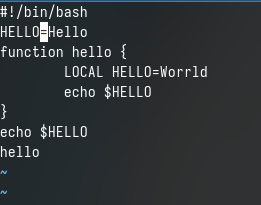 #!/bin/bash
HELLO=Hello
function hello {
        LOCAL HELLO=Worrld
        echo $HELLO
}
echo $HELLO
hello
~
~